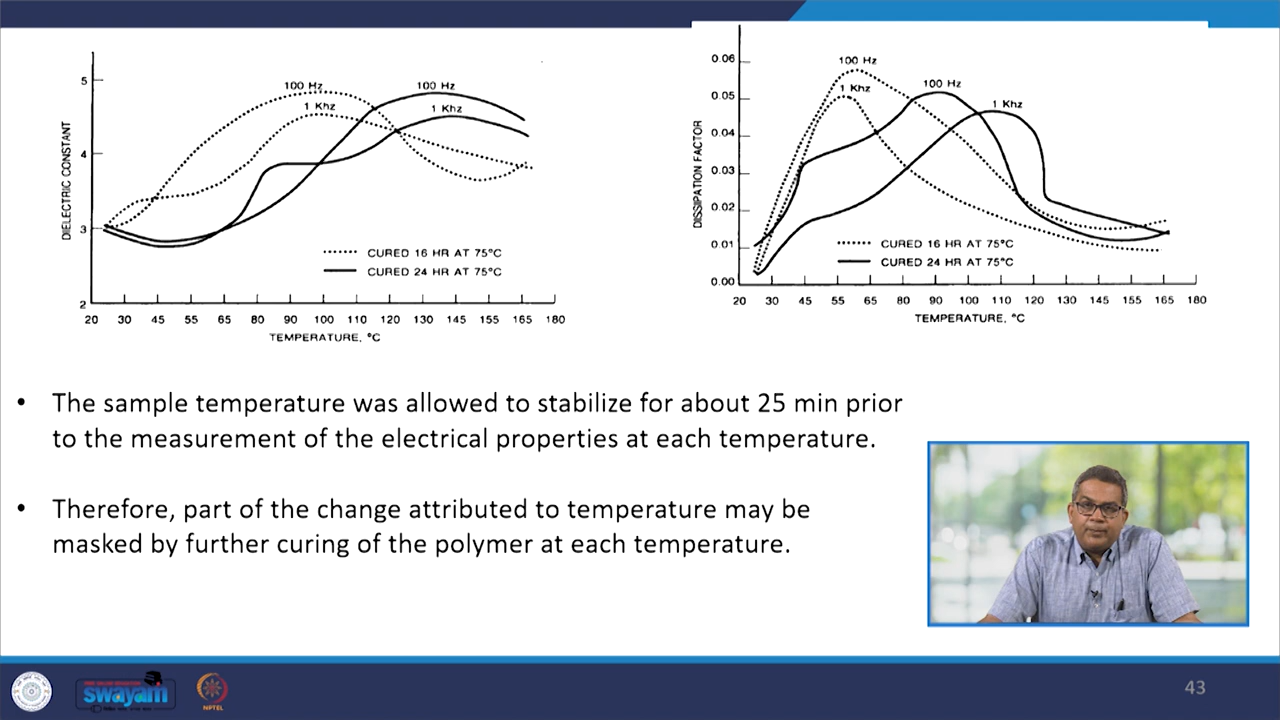 5
4
3
2
DIELECTRIC CONSTANT
100 Hz
100 Hz
1 Khz
1 Khz
CURED 16 HR AT 75°C
CURED 24 HR AT 75°C
20 30 45 55 65 80 90 100 110 120 130 145 155 165 180
TEMPERATURE, °C
0.06
0.05
0.04
0.03
0.02
0.01
0.00
DISSIPATION FACTOR
100 Hz
1 Khz
100 Hz
1 Khz
CURED 16 HR AT 75°C
CURED 24 HR AT 75°C
20 30 45 55 65 80 90 100 110 120 130 145 155 165 180
TEMPERATURE, °C
• The sample temperature was allowed to stabilize for about 25 min prior
to the measurement of the electrical properties at each temperature.
• Therefore, part of the change attributed to temperature may be
masked by further curing of the polymer at each temperature.
swayam
NPTEL
43